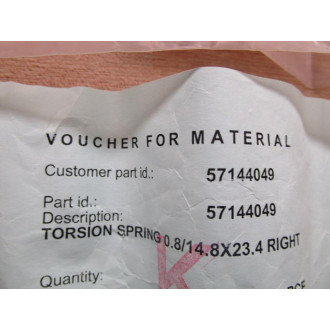 VOUCHER FOR MATERIAL
Customer part id.: 57144049
Part id.: 57144049
Description:
TORSION SPRING 0.8/14.8X23.4 RIGHT
K
Quantity: